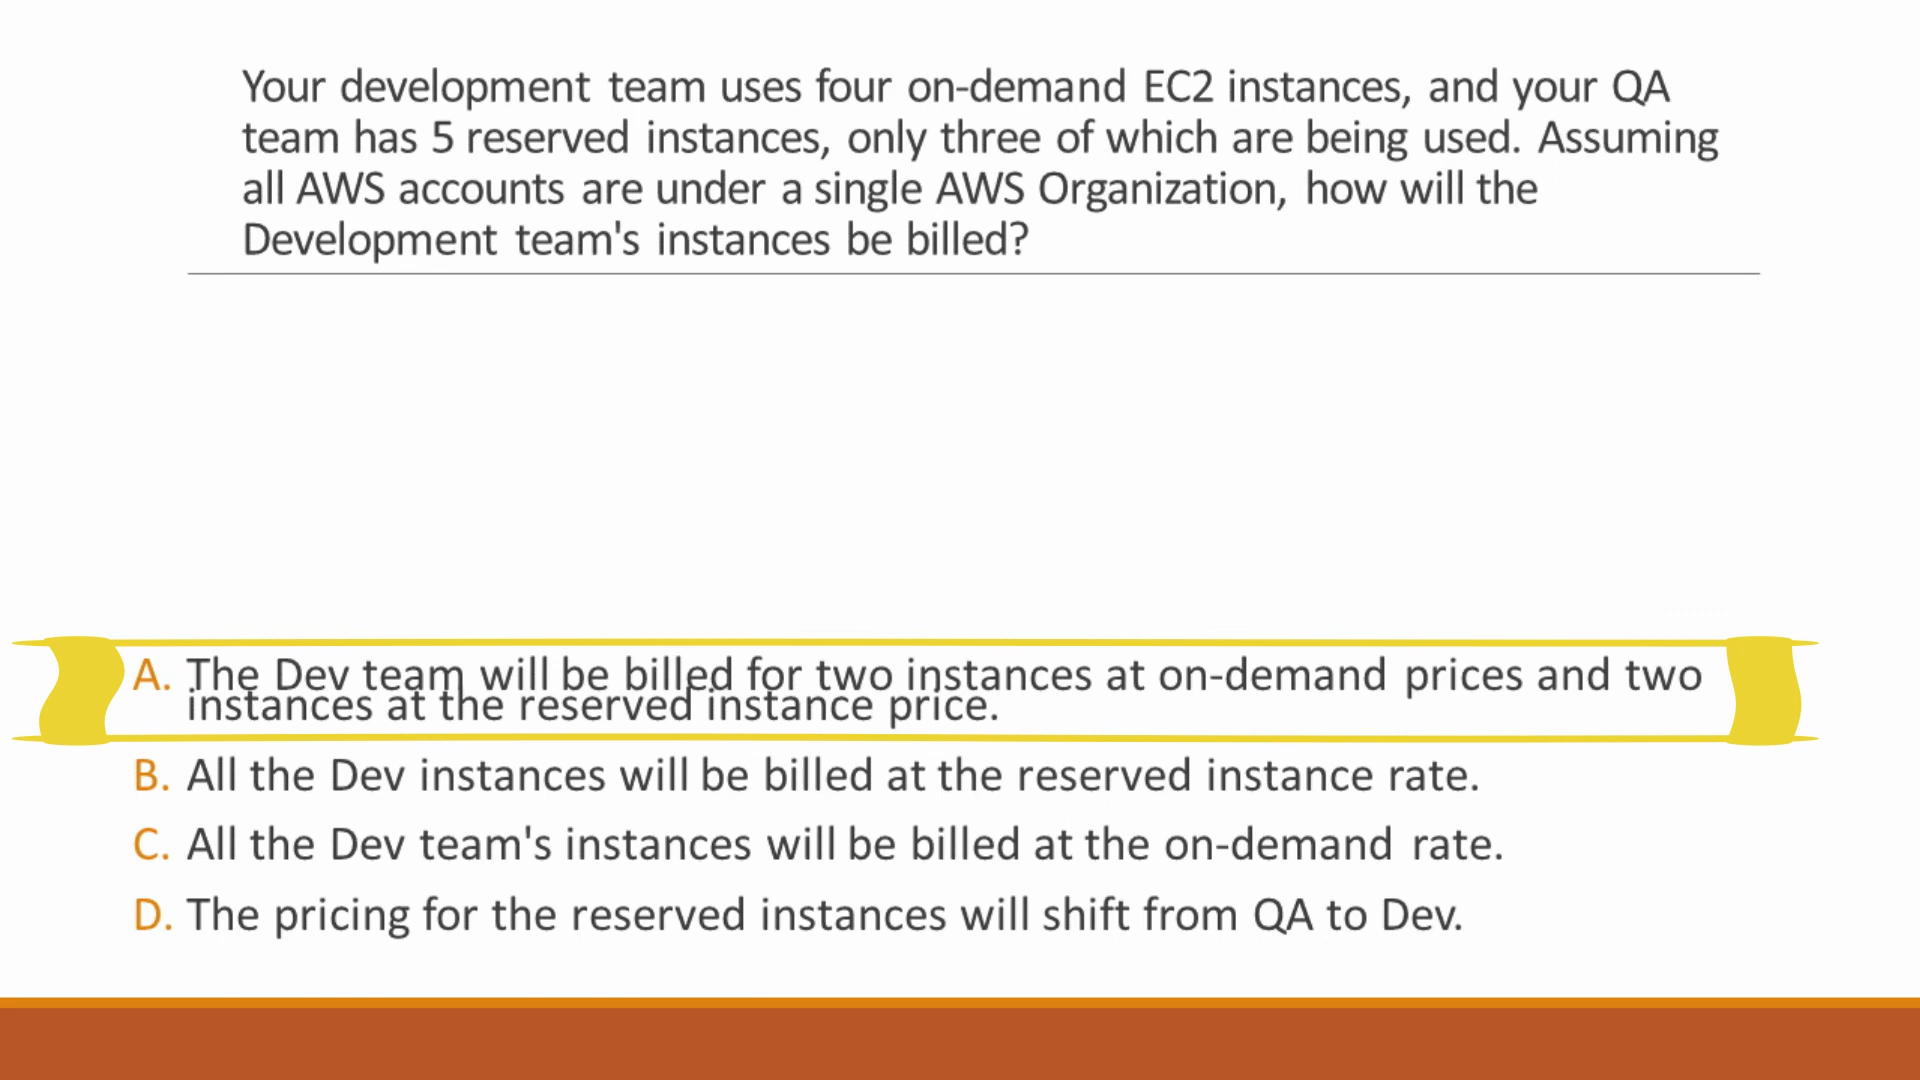 Your development team uses four on-demand EC2 instances, and your QA
team has 5 reserved instances, only three of which are being used. Assuming
all AWS accounts are under a single AWS Organization, how will the
Development team's instances be billed?
A. The Dev team will be billed for two instances at on-demand prices and two
instances at the reserved instance price.
B. All the Dev instances will be billed at the reserved instance rate.
C. All the Dev team's instances will be billed at the on-demand rate.
D. The pricing for the reserved instances will shift from QA to Dev.